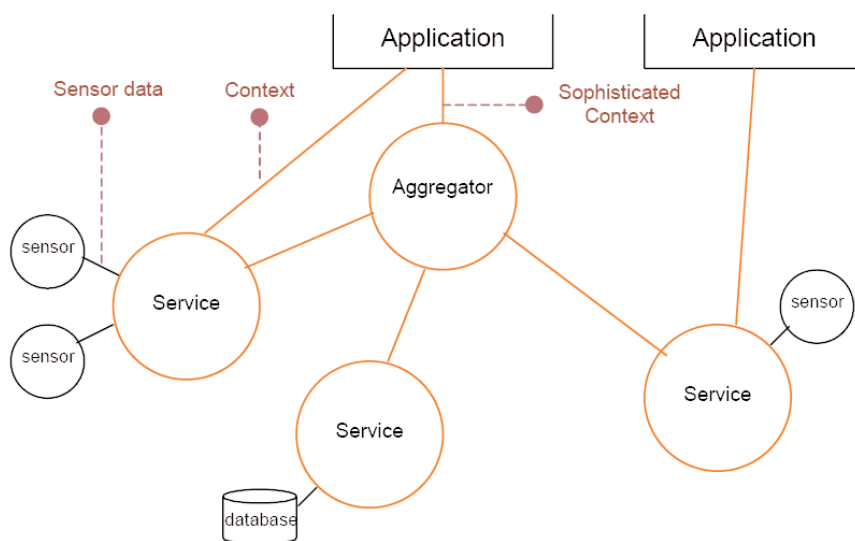 Application
Application
Sensor data
Context
Sophisticated
Context
Aggregator
sensor
Service
sensor
sensor
Service
Service
database